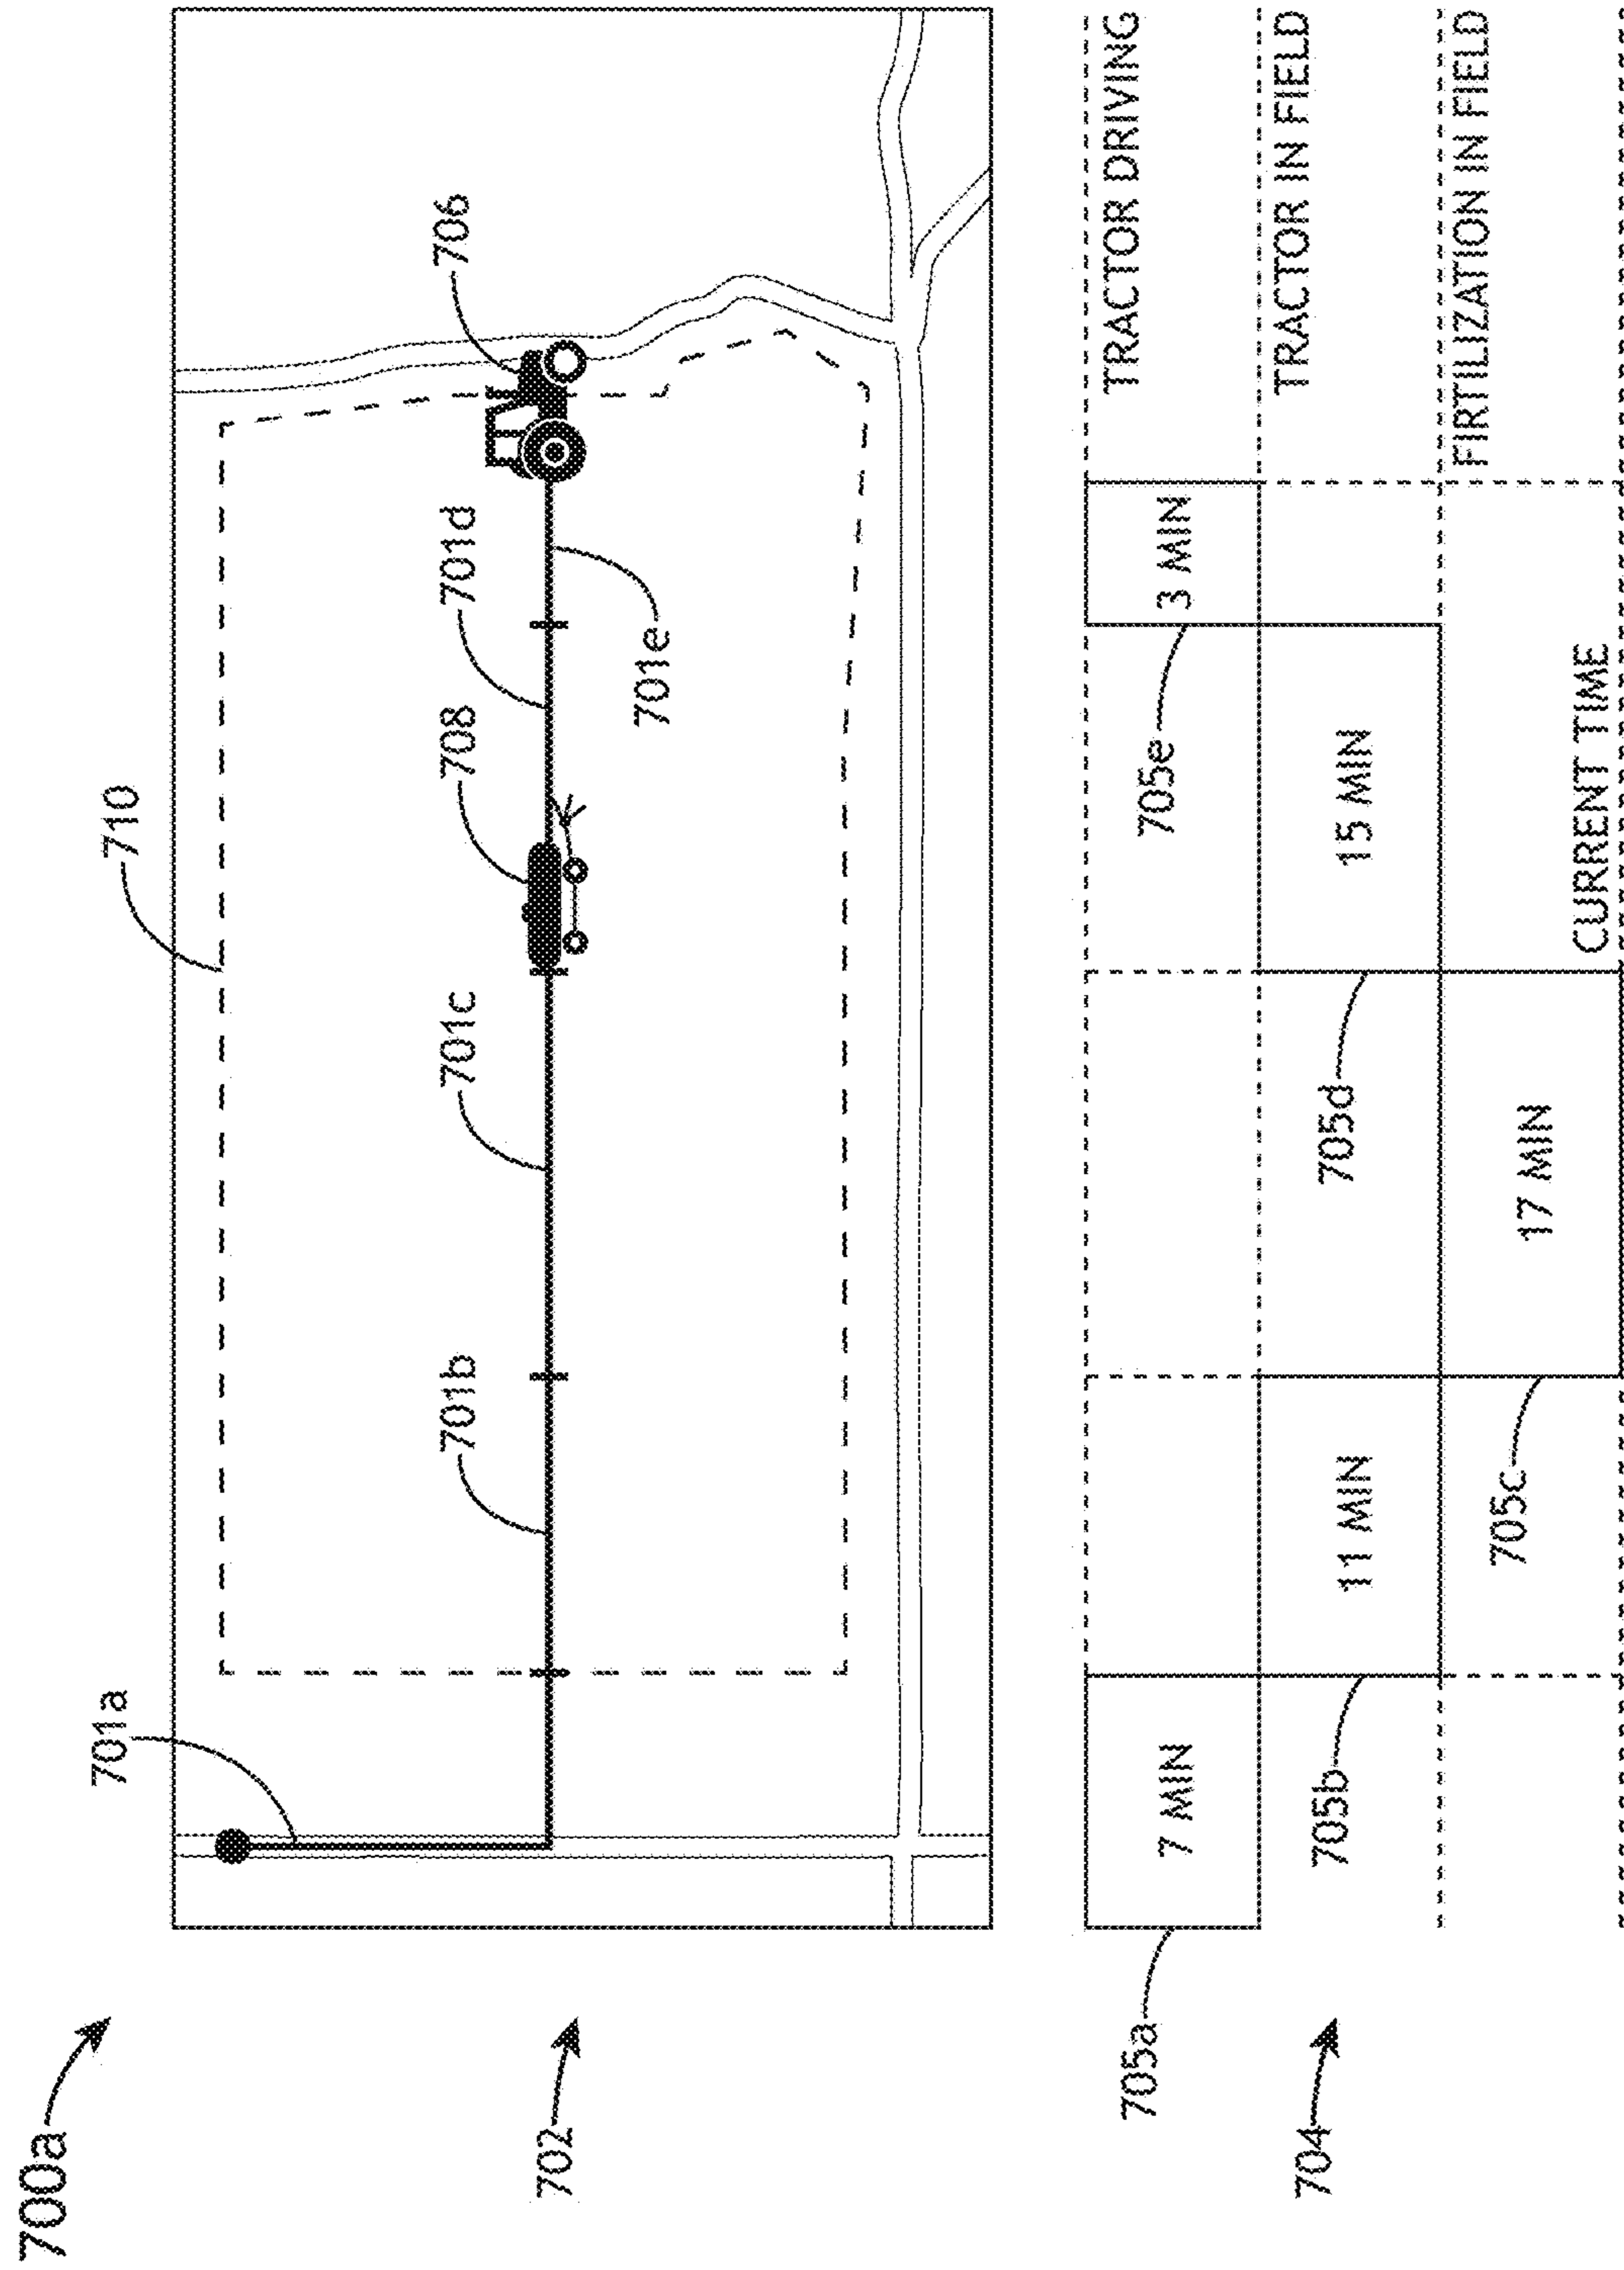 700a
702
710
701a
701b
701c
708
701d
701e
706
704
705a
7 MIN
3 MIN
TRACTOR DRIVING
705e
705b
11 MIN
705d
15 MIN
TRACTOR IN FIELD
705c
17 MIN
FIRTILIZATION IN FIELD
CURRENT TIME